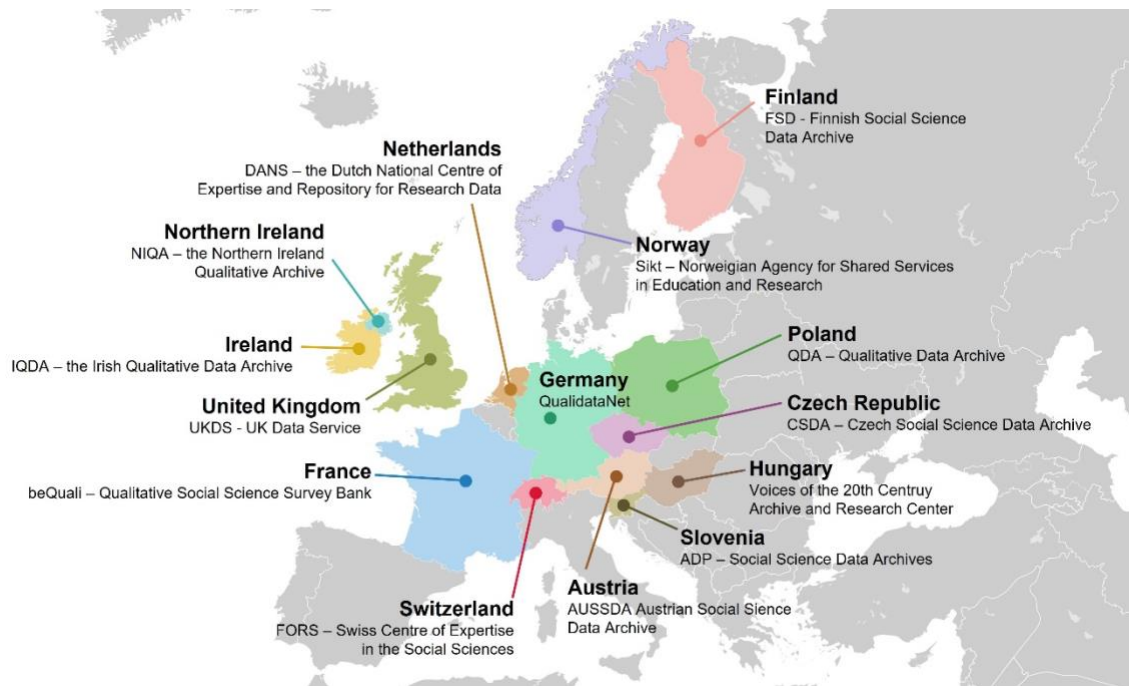 Finland
FSD - Finnish Social Science
Data Archive
Netherlands
DANS – the Dutch National Centre of
Expertise and Repository for Research Data
Northern Ireland
NIQA – the Northern Ireland
Qualitative Archive
Norway
Sikt – Norwegian Agency for Shared Services
in Education and Research
Ireland
IQDA – the Irish Qualitative Data Archive
Poland
QDA – Qualitative Data Archive
Germany
QualidataNet
United Kingdom
UKDS - UK Data Service
Czech Republic
CSDA – Czech Social Science Data Archive
France
beQuali – Qualitative Social Science Survey Bank
Hungary
Voices of the 20th Centruy
Archive and Research Center
Slovenia
ADP – Social Science Data Archives
Austria
AUSSDA Austrian Social Sience
Data Archive
Switzerland
FORS – Swiss Centre of Expertise
in the Social Sciences